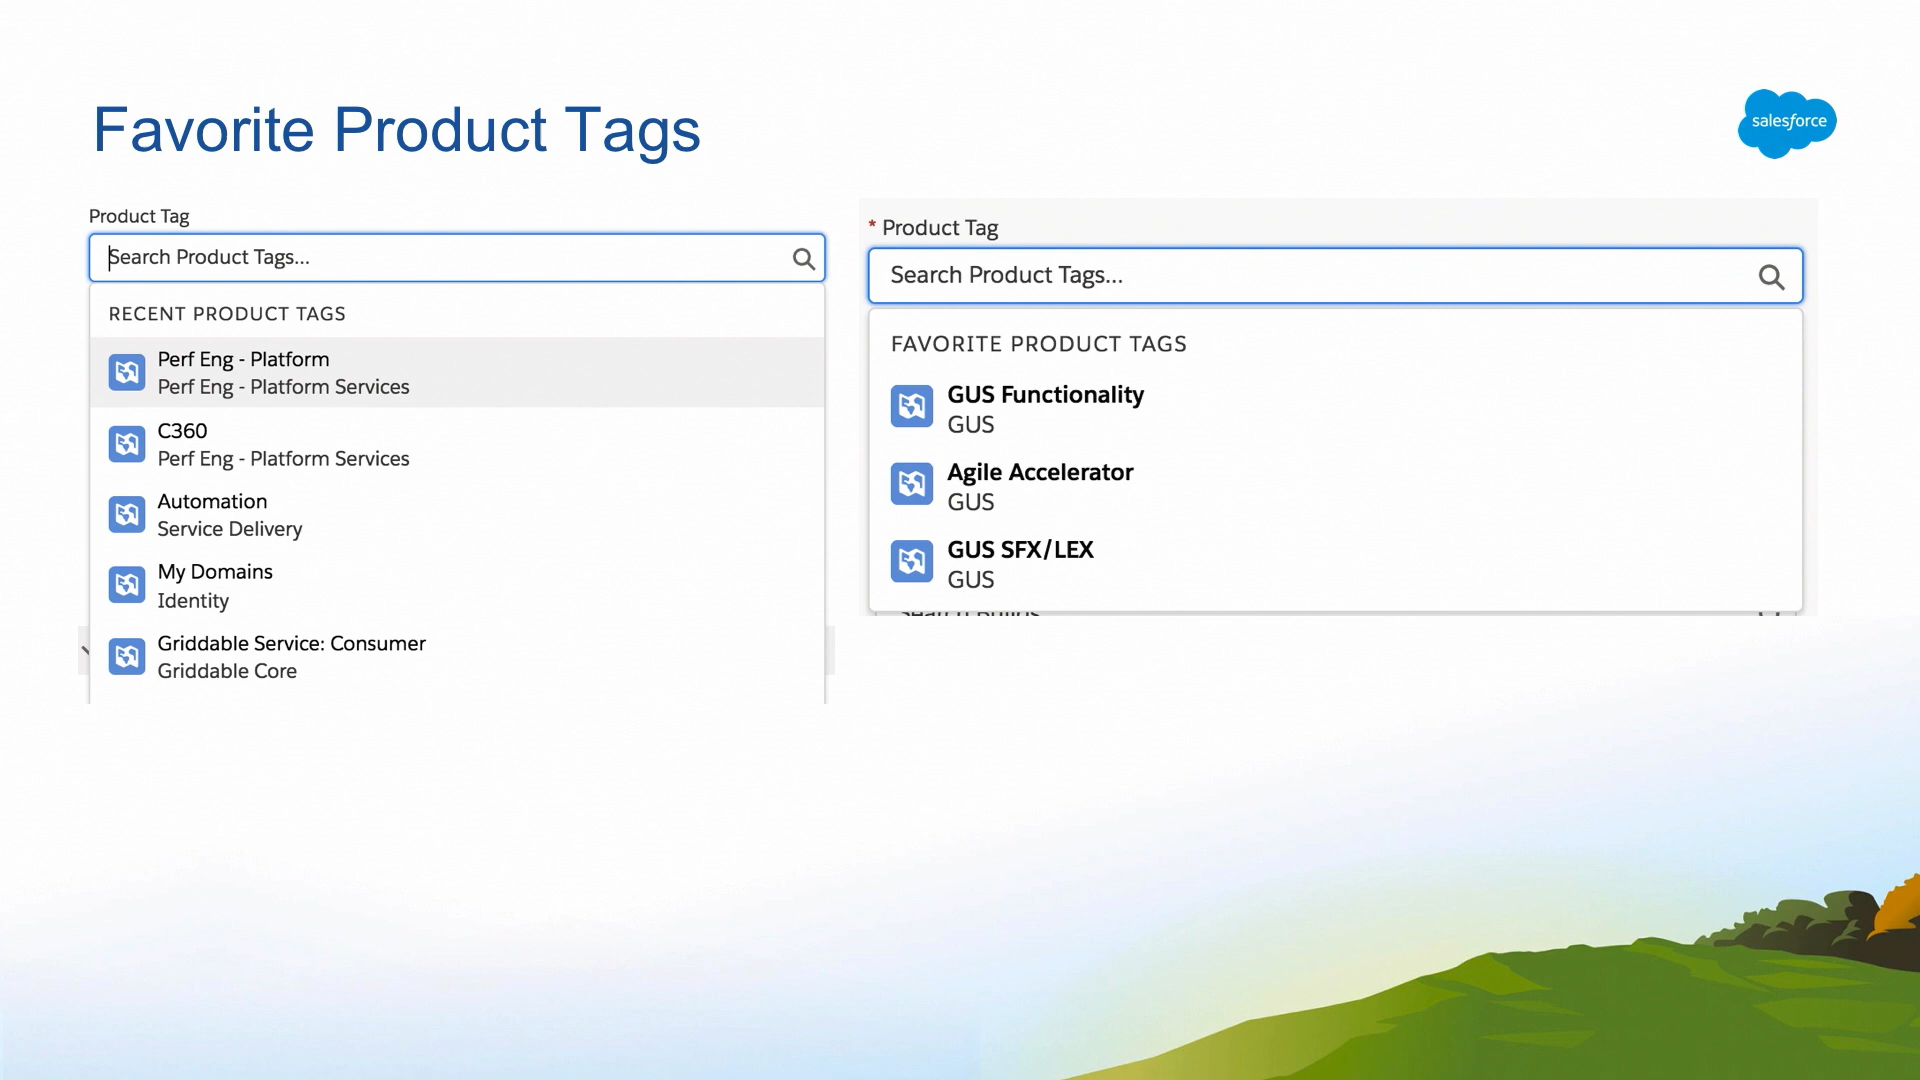 Favorite Product Tags
salesforce
Product Tag
Search Product Tags...
RECENT PRODUCT TAGS
Perf Eng - Platform
Perf Eng - Platform Services
C360
Perf Eng - Platform Services
Automation
Service Delivery
My Domains
Identity
Griddable Service: Consumer
Griddable Core
* Product Tag
Search Product Tags...
FAVORITE PRODUCT TAGS
GUS Functionality
GUS
Agile Accelerator
GUS
GUS SFX/LEX
GUS